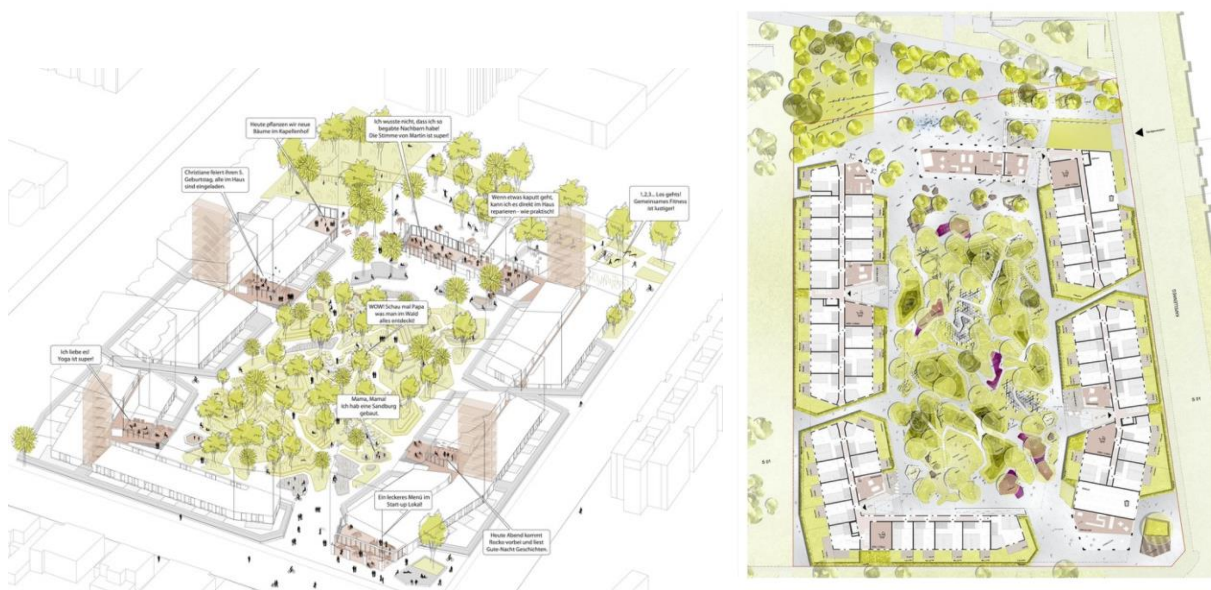 Heute pflanzen wir neue
Bäume im Kapellenhof
Ich wusste nicht, dass ich so
begabte Nachbarn habe!
Die Stimme von Martin ist super!
Christiane feiert ihren 5.
Geburtstag, alle im Haus
sind eingeladen.
Wenn etwas kaputt geht,
kann ich es direkt im Haus
reparieren - wie praktisch!
1,2,3... Los gehts!
Gemeinsames Fitness
ist lustiger!
WOW! Schau mal Papa
was man im Wald
alles entdeckt!
Ich liebe es!
Yoga ist super!
Mama, Mama!
Ich hab eine Sandburg
gebaut.
Ein leckeres Menü im
Start-up Lokal!
Heute Abend kommt
Rocko vorbei und liest
Gute-Nacht Geschichten.